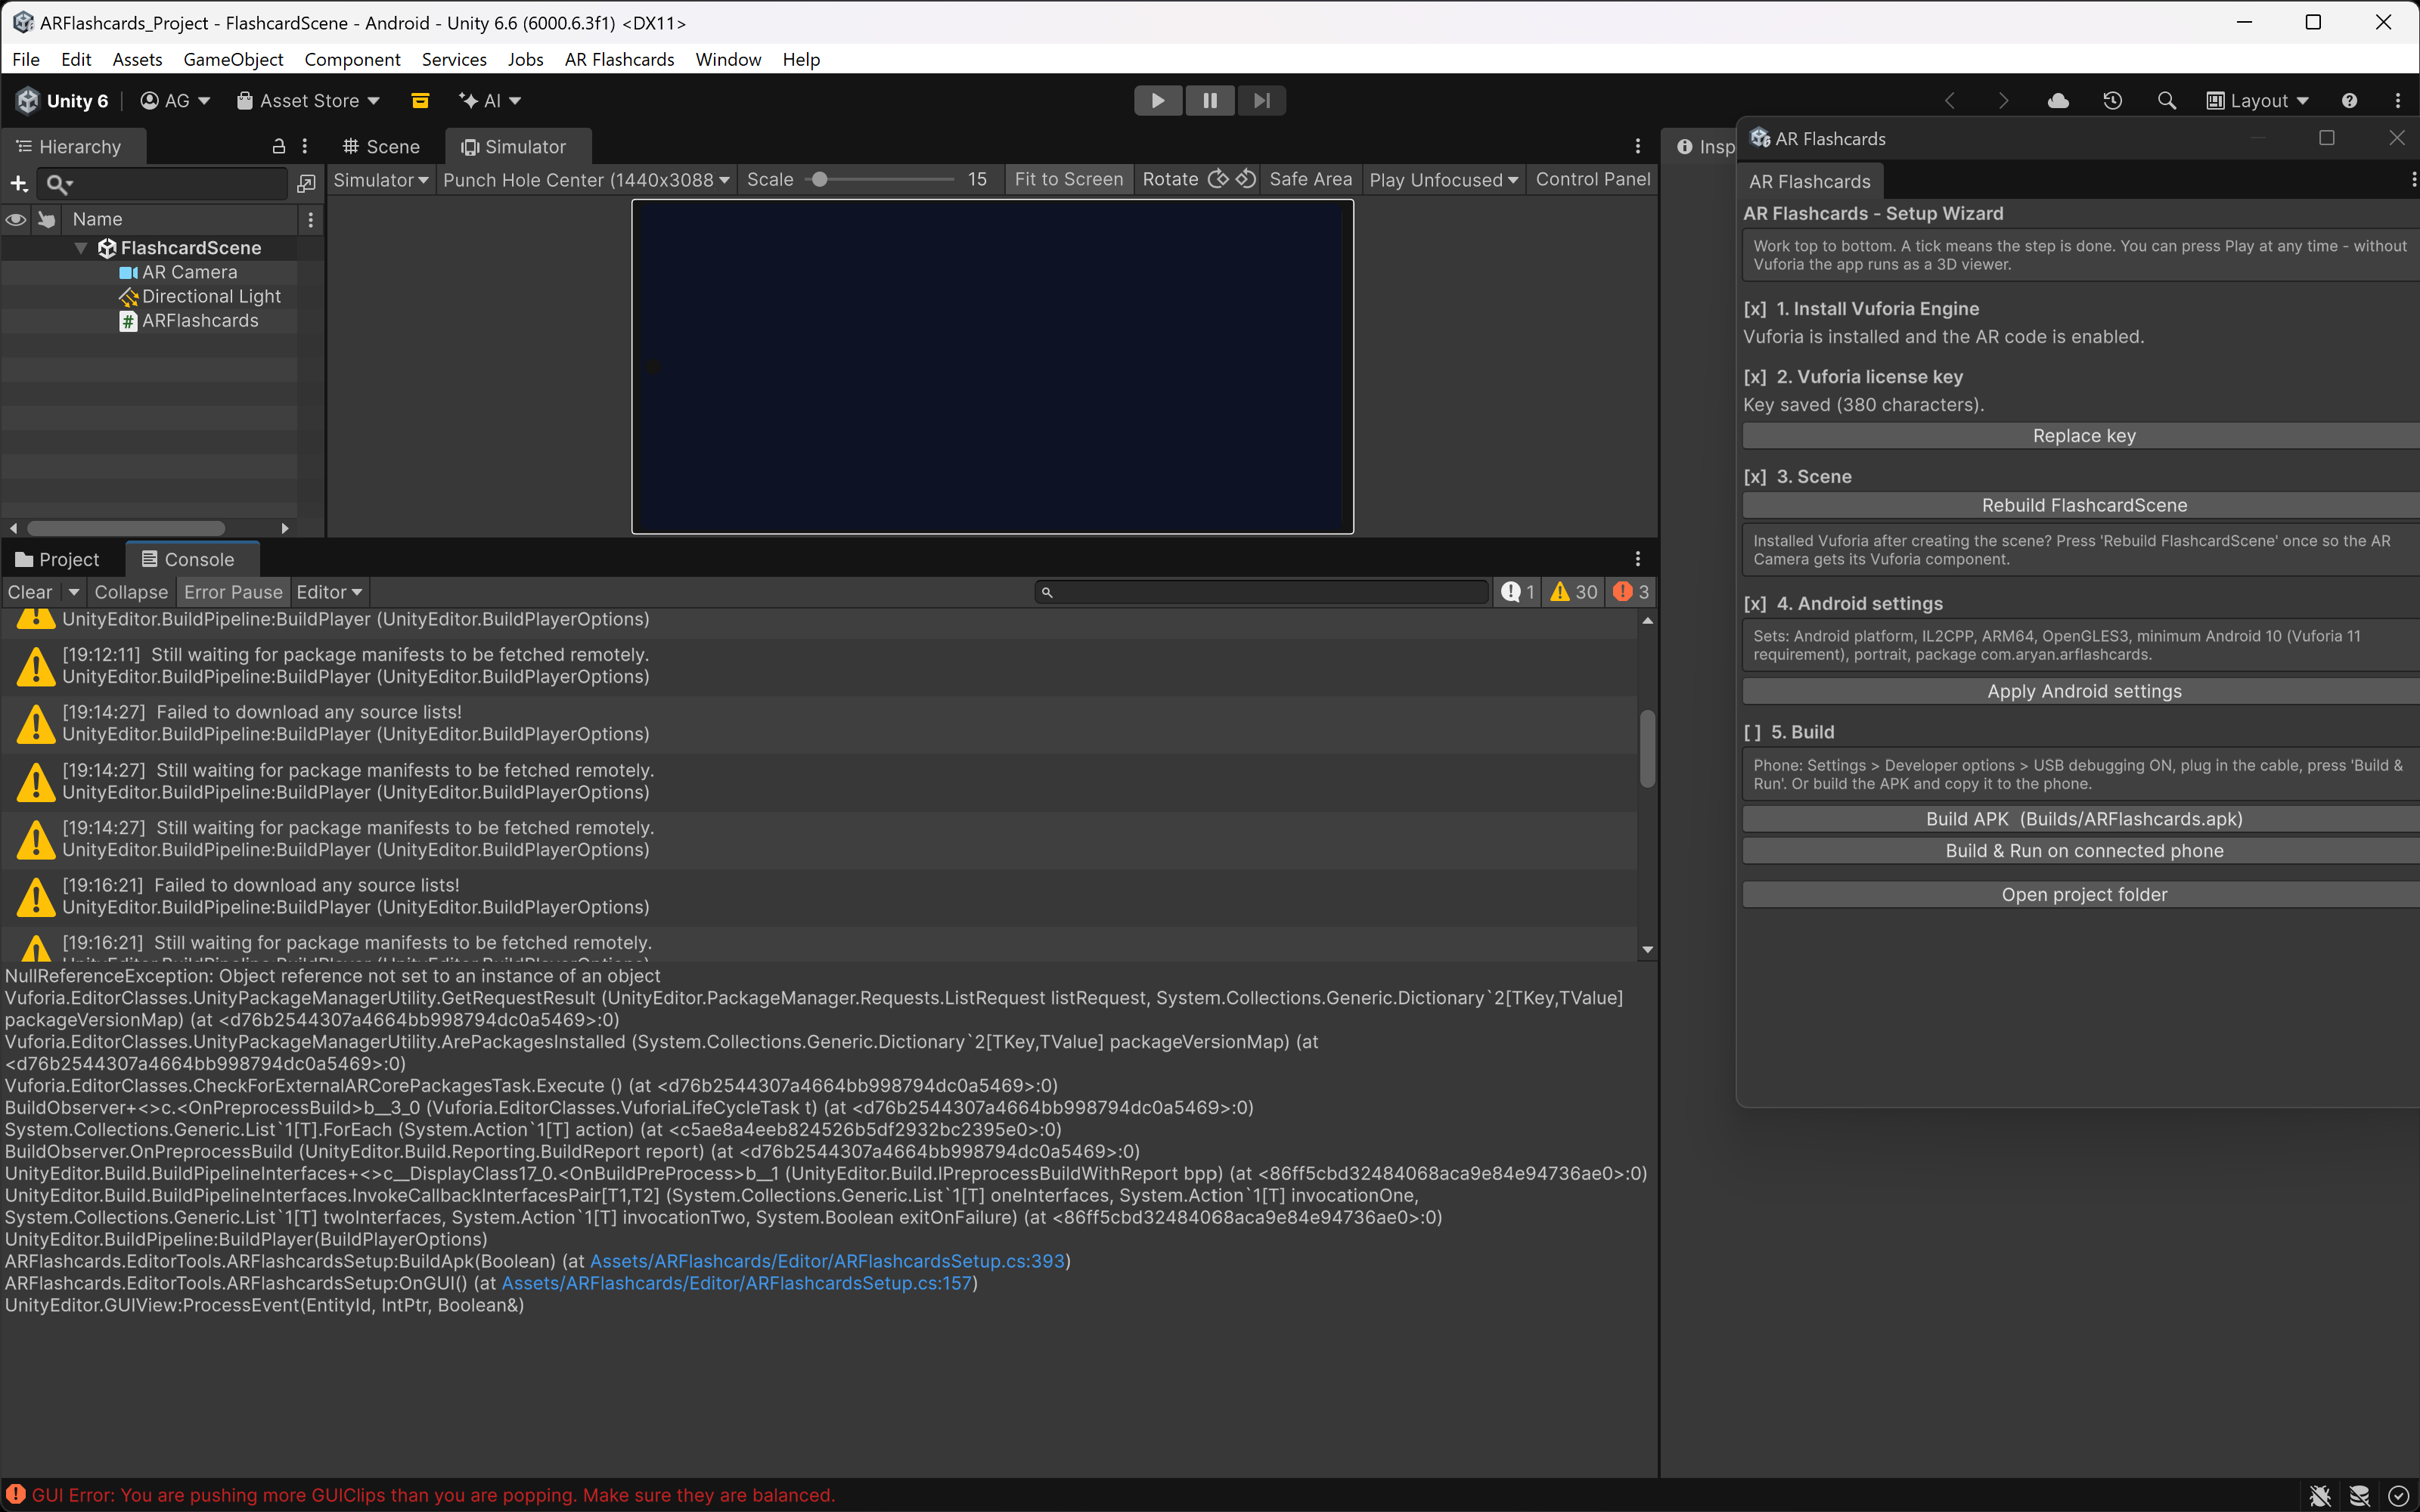 ARFlashcards_Project - FlashcardScene - Android - Unity 6.6 (6000.6.3f1) <DX11>
File Edit Assets GameObject Component Services Jobs AR Flashcards Window Help
Unity 6 AG Asset Store AI Layout
Hierarchy
Scene Simulator
Insp
Simulator Punch Hole Center (1440x3088 Scale 15 Fit to Screen Rotate Safe Area Play Unfocused Control Panel
Name
FlashcardScene
AR Camera
Directional Light
ARFlashcards
Project Console
Clear Collapse Error Pause Editor 1 30 3
UnityEditor.BuildPipeline:BuildPlayer (UnityEditor.BuildPlayerOptions)
[19:12:11] Still waiting for package manifests to be fetched remotely.
UnityEditor.BuildPipeline:BuildPlayer (UnityEditor.BuildPlayerOptions)
[19:14:27] Failed to download any source lists!
UnityEditor.BuildPipeline:BuildPlayer (UnityEditor.BuildPlayerOptions)
[19:14:27] Still waiting for package manifests to be fetched remotely.
UnityEditor.BuildPipeline:BuildPlayer (UnityEditor.BuildPlayerOptions)
[19:14:27] Still waiting for package manifests to be fetched remotely.
UnityEditor.BuildPipeline:BuildPlayer (UnityEditor.BuildPlayerOptions)
[19:16:21] Failed to download any source lists!
UnityEditor.BuildPipeline:BuildPlayer (UnityEditor.BuildPlayerOptions)
[19:16:21] Still waiting for package manifests to be fetched remotely.
NullReferenceException: Object reference not set to an instance of an object
Vuforia.EditorClasses.UnityPackageManagerUtility.GetRequestResult (UnityEditor.PackageManager.Requests.ListRequest listRequest, System.Collections.Generic.Dictionary`2[TKey,TValue]
packageVersionMap) (at <d76b2544307a4664bb998794dc0a5469>:0)
Vuforia.EditorClasses.UnityPackageManagerUtility.ArePackagesInstalled (System.Collections.Generic.Dictionary`2[TKey,TValue] packageVersionMap) (at
<d76b2544307a4664bb998794dc0a5469>:0)
Vuforia.EditorClasses.CheckForExternalARCorePackagesTask.Execute () (at <d76b2544307a4664bb998794dc0a5469>:0)
BuildObserver+<>c.<OnPreprocessBuild>b__3_0 (Vuforia.EditorClasses.VuforiaLifeCycleTask t) (at <d76b2544307a4664bb998794dc0a5469>:0)
System.Collections.Generic.List`1[T].ForEach (System.Action`1[T] action) (at <c5ae8a4eeb824526b5df2932bc2395e0>:0)
BuildObserver.OnPreprocessBuild (UnityEditor.Build.Reporting.BuildReport report) (at <d76b2544307a4664bb998794dc0a5469>:0)
UnityEditor.Build.BuildPipelineInterfaces+<>c__DisplayClass17_0.<OnBuildPreProcess>b__1 (UnityEditor.Build.IPreprocessBuildWithReport bpp) (at <86ff5cbd32484068aca9e84e94736ae0>:0)
UnityEditor.Build.BuildPipelineInterfaces.InvokeCallbackInterfacesPair[T1,T2] (System.Collections.Generic.List`1[T] oneInterfaces, System.Action`1[T] invocationOne,
System.Collections.Generic.List`1[T] twoInterfaces, System.Action`1[T] invocationTwo, System.Boolean exitOnFailure) (at <86ff5cbd32484068aca9e84e94736ae0>:0)
UnityEditor.BuildPipeline:BuildPlayer(BuildPlayerOptions)
ARFlashcards.EditorTools.ARFlashcardsSetup:BuildApk(Boolean) (at Assets/ARFlashcards/Editor/ARFlashcardsSetup.cs:393)
ARFlashcards.EditorTools.ARFlashcardsSetup:OnGUI() (at Assets/ARFlashcards/Editor/ARFlashcardsSetup.cs:157)
UnityEditor.GUIView:ProcessEvent(EntityId, IntPtr, Boolean&)
AR Flashcards
AR Flashcards
AR Flashcards - Setup Wizard
Work top to bottom. A tick means the step is done. You can press Play at any time - without
Vuforia the app runs as a 3D viewer.
[x] 1. Install Vuforia Engine
Vuforia is installed and the AR code is enabled.
[x] 2. Vuforia license key
Key saved (380 characters).
Replace key
[x] 3. Scene
Rebuild FlashcardScene
Installed Vuforia after creating the scene? Press 'Rebuild FlashcardScene' once so the AR
Camera gets its Vuforia component.
[x] 4. Android settings
Sets: Android platform, IL2CPP, ARM64, OpenGLES3, minimum Android 10 (Vuforia 11
requirement), portrait, package com.aryan.arflashcards.
Apply Android settings
[ ] 5. Build
Phone: Settings > Developer options > USB debugging ON, plug in the cable, press 'Build &
Run'. Or build the APK and copy it to the phone.
Build APK (Builds/ARFlashcards.apk)
Build & Run on connected phone
Open project folder
GUI Error: You are pushing more GUIClips than you are popping. Make sure they are balanced.